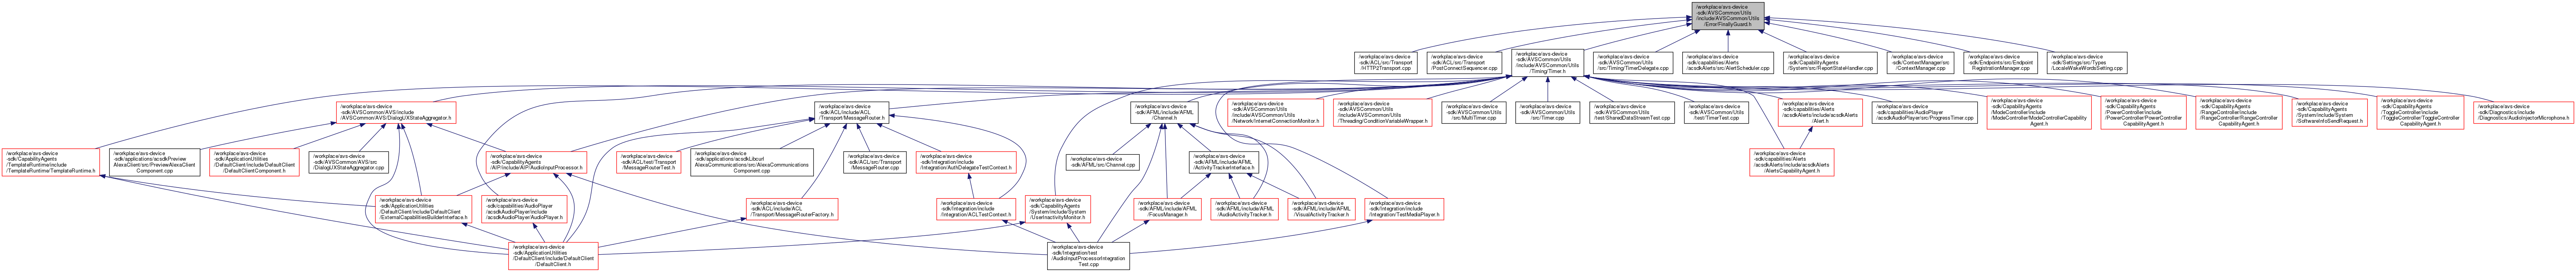 /workplace/avs-device
-sdk/AVSCommon/Utils
/include/AVSCommon/Utils
/Error/FinallyGuard.h
/workplace/avs-device
-sdk/ACL/src/Transport
/HTTP2Transport.cpp
/workplace/avs-device
-sdk/ACL/src/Transport
/PostConnectSequencer.cpp
/workplace/avs-device
-sdk/AVSCommon/Utils
/include/AVSCommon/Utils
/Timing/Timer.h
/workplace/avs-device
-sdk/AVSCommon/Utils
/src/Timing/TimerDelegate.cpp
/workplace/avs-device
-sdk/capabilities/Alerts
/acsdkAlerts/src/AlertScheduler.cpp
/workplace/avs-device
-sdk/CapabilityAgents
/System/src/ReportStateHandler.cpp
/workplace/avs-device
-sdk/ContextManager/src
/ContextManager.cpp
/workplace/avs-device
-sdk/Endpoints/src/Endpoint
RegistrationManager.cpp
/workplace/avs-device
-sdk/Settings/src/Types
/LocaleWakeWordsSetting.cpp
/workplace/avs-device
-sdk/AVSCommon/AVS/include
/AVSCommon/AVS/DialogUXStateAggregator.h
/workplace/avs-device
-sdk/ACL/include/ACL
/Transport/MessageRouter.h
/workplace/avs-device
-sdk/AFML/include/AFML
/Channel.h
/workplace/avs-device
-sdk/AVSCommon/Utils
/include/AVSCommon/Utils
/Network/InternetConnectionMonitor.h
/workplace/avs-device
-sdk/AVSCommon/Utils
/include/AVSCommon/Utils
/Threading/ConditionVariableWrapper.h
/workplace/avs-device
-sdk/AVSCommon/Utils
/src/MultiTimer.cpp
/workplace/avs-device
-sdk/AVSCommon/Utils
/src/Timer.cpp
/workplace/avs-device
-sdk/AVSCommon/Utils
/test/SharedDataStreamTest.cpp
/workplace/avs-device
-sdk/AVSCommon/Utils
/test/TimerTest.cpp
/workplace/avs-device
-sdk/capabilities/Alerts
/acsdkAlerts/include/acsdkAlerts
/Alert.h
/workplace/avs-device
-sdk/capabilities/AudioPlayer
/acsdkAudioPlayer/src/ProgressTimer.cpp
/workplace/avs-device
-sdk/CapabilityAgents
/ModeController/include
/ModeController/ModeControllerCapability
Agent.h
/workplace/avs-device
-sdk/CapabilityAgents
/PowerController/include
/PowerController/PowerController
CapabilityAgent.h
/workplace/avs-device
-sdk/CapabilityAgents
/RangeController/include
/RangeController/RangeController
CapabilityAgent.h
/workplace/avs-device
-sdk/CapabilityAgents
/System/include/System
/SoftwareInfoSendRequest.h
/workplace/avs-device
-sdk/CapabilityAgents
/ToggleController/include
/ToggleController/ToggleController
CapabilityAgent.h
/workplace/avs-device
-sdk/Diagnostics/include
/Diagnostics/AudioInjectorMicrophone.h
/workplace/avs-device
-sdk/CapabilityAgents
/TemplateRuntime/include
/TemplateRuntime/TemplateRuntime.h
/workplace/avs-device
-sdk/applications/acsdkPreview
AlexaClient/src/PreviewAlexaClient
Component.cpp
/workplace/avs-device
-sdk/ApplicationUtilities
/DefaultClient/include/DefaultClient
/DefaultClientComponent.h
/workplace/avs-device
-sdk/AVSCommon/AVS/src
/DialogUXStateAggregator.cpp
/workplace/avs-device
-sdk/CapabilityAgents
/AIP/include/AIP/AudioInputProcessor.h
/workplace/avs-device
-sdk/ACL/test/Transport
/MessageRouterTest.h
/workplace/avs-device
-sdk/applications/acsdkLibcurl
AlexaCommunications/src/AlexaCommunications
Component.cpp
/workplace/avs-device
-sdk/ACL/src/Transport
/MessageRouter.cpp
/workplace/avs-device
-sdk/Integration/include
/Integration/AuthDelegateTestContext.h
/workplace/avs-device
-sdk/AFML/src/Channel.cpp
/workplace/avs-device
-sdk/AFML/include/AFML
/ActivityTrackerInterface.h
/workplace/avs-device
-sdk/capabilities/Alerts
/acsdkAlerts/include/acsdkAlerts
/AlertsCapabilityAgent.h
/workplace/avs-device
-sdk/ApplicationUtilities
/DefaultClient/include/DefaultClient
/ExternalCapabilitiesBuilderInterface.h
/workplace/avs-device
-sdk/capabilities/AudioPlayer
/acsdkAudioPlayer/include
/acsdkAudioPlayer/AudioPlayer.h
/workplace/avs-device
-sdk/ACL/include/ACL
/Transport/MessageRouterFactory.h
/workplace/avs-device
-sdk/Integration/include
/Integration/ACLTestContext.h
/workplace/avs-device
-sdk/CapabilityAgents
/System/include/System
/UserInactivityMonitor.h
/workplace/avs-device
-sdk/AFML/include/AFML
/FocusManager.h
/workplace/avs-device
-sdk/AFML/include/AFML
/AudioActivityTracker.h
/workplace/avs-device
-sdk/AFML/include/AFML
/VisualActivityTracker.h
/workplace/avs-device
-sdk/Integration/include
/Integration/TestMediaPlayer.h
/workplace/avs-device
-sdk/ApplicationUtilities
/DefaultClient/include/DefaultClient
/DefaultClient.h
/workplace/avs-device
-sdk/Integration/test
/AudioInputProcessorIntegration
Test.cpp